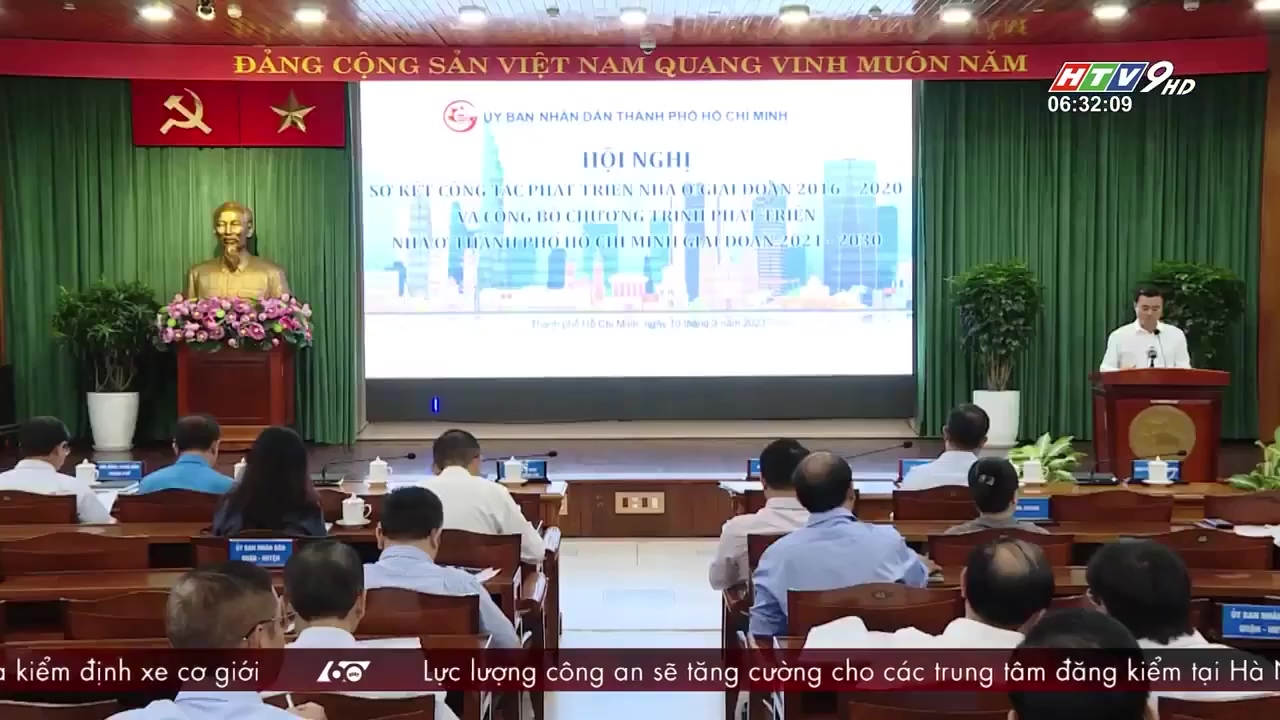 ĐẢNG CỘNG SẢN VIỆT NAM QUANG VINH MUÔN NĂM
HTV9 HD
06:32:09
ỦY BAN NHÂN DÂN THÀNH PHỐ HỒ CHÍ MINH
HỘI NGHỊ
SƠ KẾT CÔNG TÁC PHÁT TRIỂN NHÀ Ở GIAI ĐOẠN 2016 - 2020
VÀ CÔNG BỐ CHƯƠNG TRÌNH PHÁT TRIỂN
NHÀ Ở THÀNH PHỐ HỒ CHÍ MINH GIAI ĐOẠN 2021 - 2030
Thành phố Hồ Chí Minh, ngày 10 tháng 3 năm 2023
ỦY BAN NHÂN DÂN
QUẬN - HUYỆN
ỦY BAN NHÂN
QUẬN - HU
a kiểm định xe cơ giới
60 giây
Lực lượng công an sẽ tăng cường cho các trung tâm đăng kiểm tại Hà N